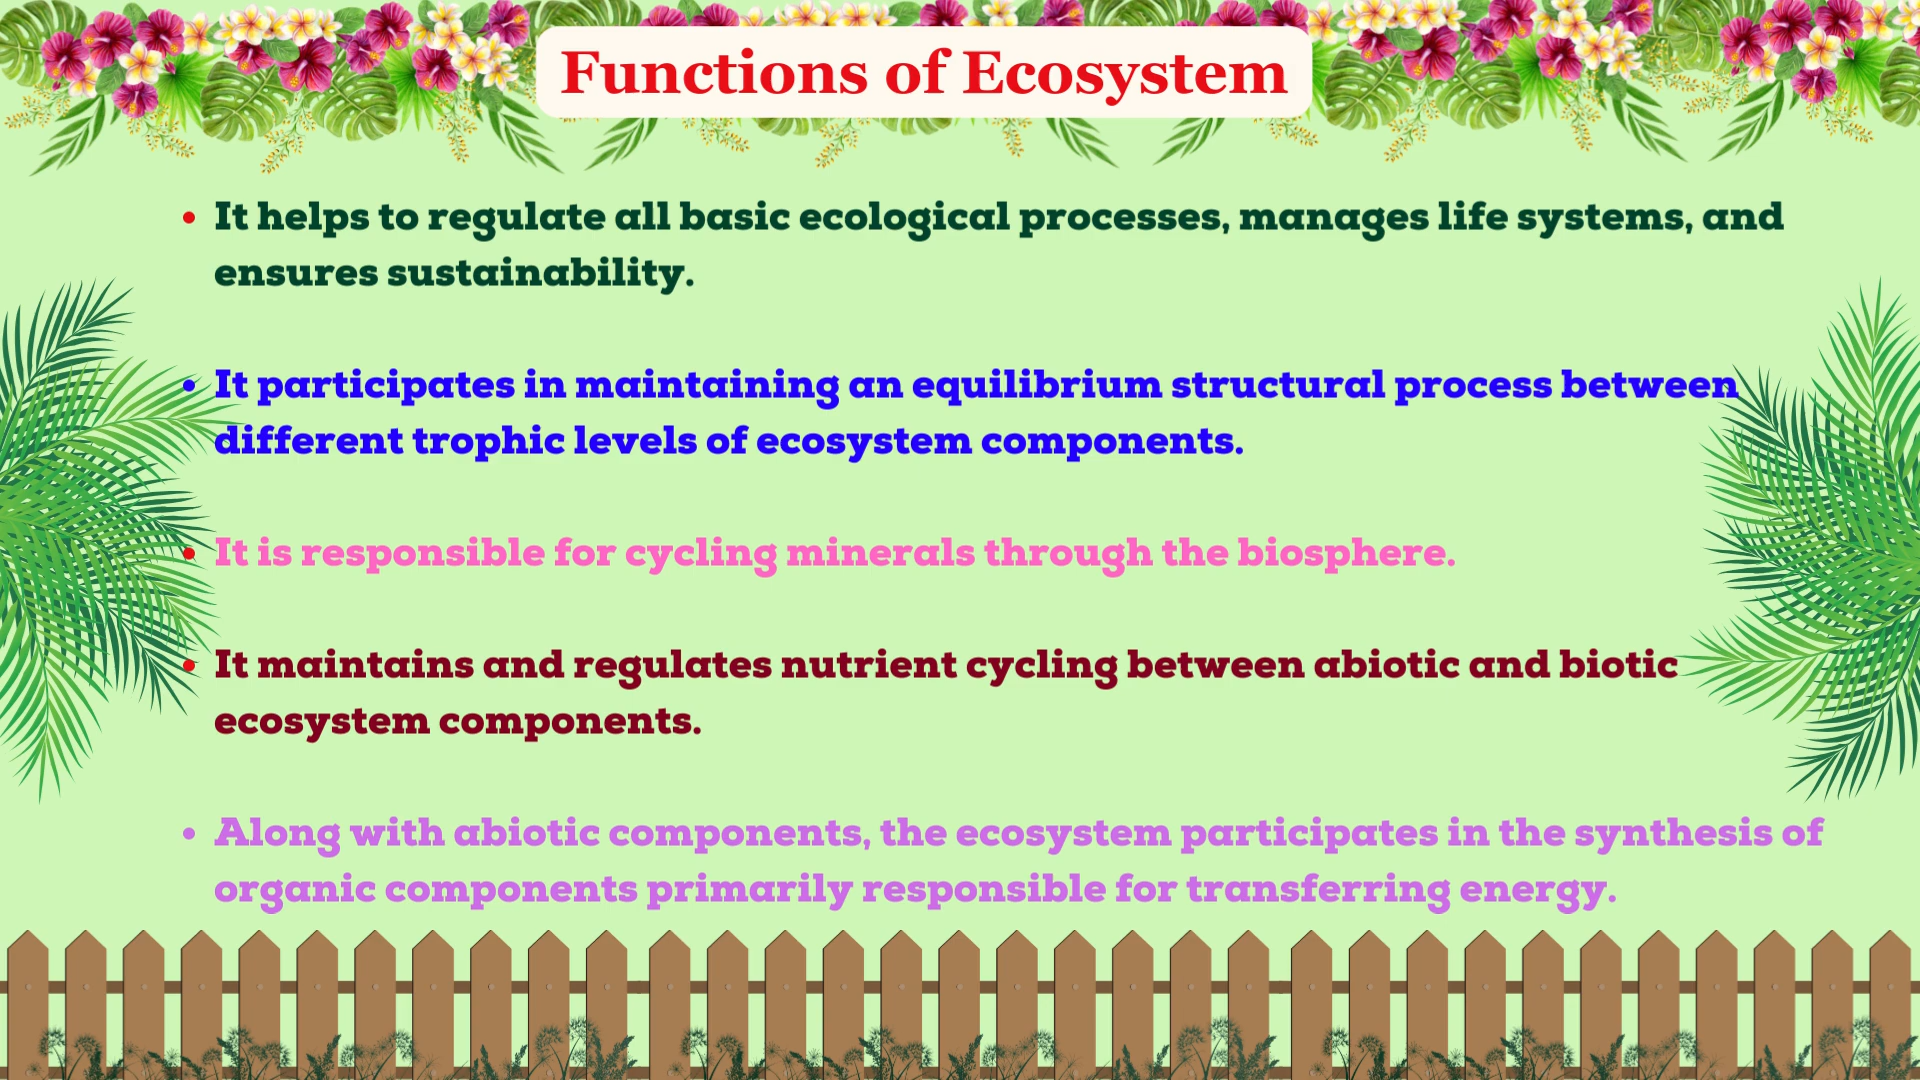 Functions of Ecosystem
• It helps to regulate all basic ecological processes, manages life systems, and
ensures sustainability.
• It participates in maintaining an equilibrium structural process between
different trophic levels of ecosystem components.
• It is responsible for cycling minerals through the biosphere.
• It maintains and regulates nutrient cycling between abiotic and biotic
ecosystem components.
• Along with abiotic components, the ecosystem participates in the synthesis of
organic components primarily responsible for transferring energy.